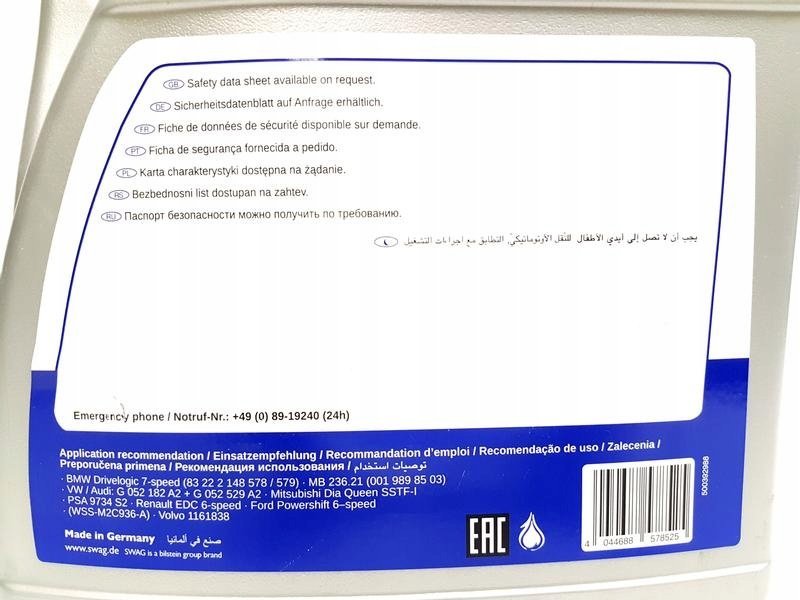 GB Safety data sheet available on request.
DE Sicherheitsdatenblatt auf Anfrage erhältlich.
FR Fiche de données de sécurité disponible sur demande.
PT Ficha de segurança fornecida a pedido.
PL Karta charakterystyki dostępna na żądanie.
RS Bezbednosni list dostupan na zahtev.
RU Паспорт безопасности можно получить по требованию.
يجب أن لا تصل إلى أيدي الأطفال للنقل الأوتوماتيكي، التطابق مع اجراءات التشغيل
Emergency phone / Notruf-Nr.: +49 (0) 89-19240 (24h)
Application recommendation / Einsatzempfehlung / Recommandation d'emploi / Recomendação de uso / Zalecenia /
Preporučena primena / Рекомендация использования / توصيات استخدام
· BMW Drivelogic 7-speed (83 22 2 148 578 / 579) · MB 236.21 (001 989 85 03)
· VW / Audi: G 052 182 A2 + G 052 529 A2 · Mitsubishi Dia Queen SSTF-I
· PSA 9734 S2 · Renault EDC 6-speed · Ford Powershift 6–speed
· (WSS-M2C936-A) · Volvo 1161838
Made in Germany صنع في ألمانيا
www.swag.de SWAG is a bilstein group brand
EAC
4 044688 578525
500392988